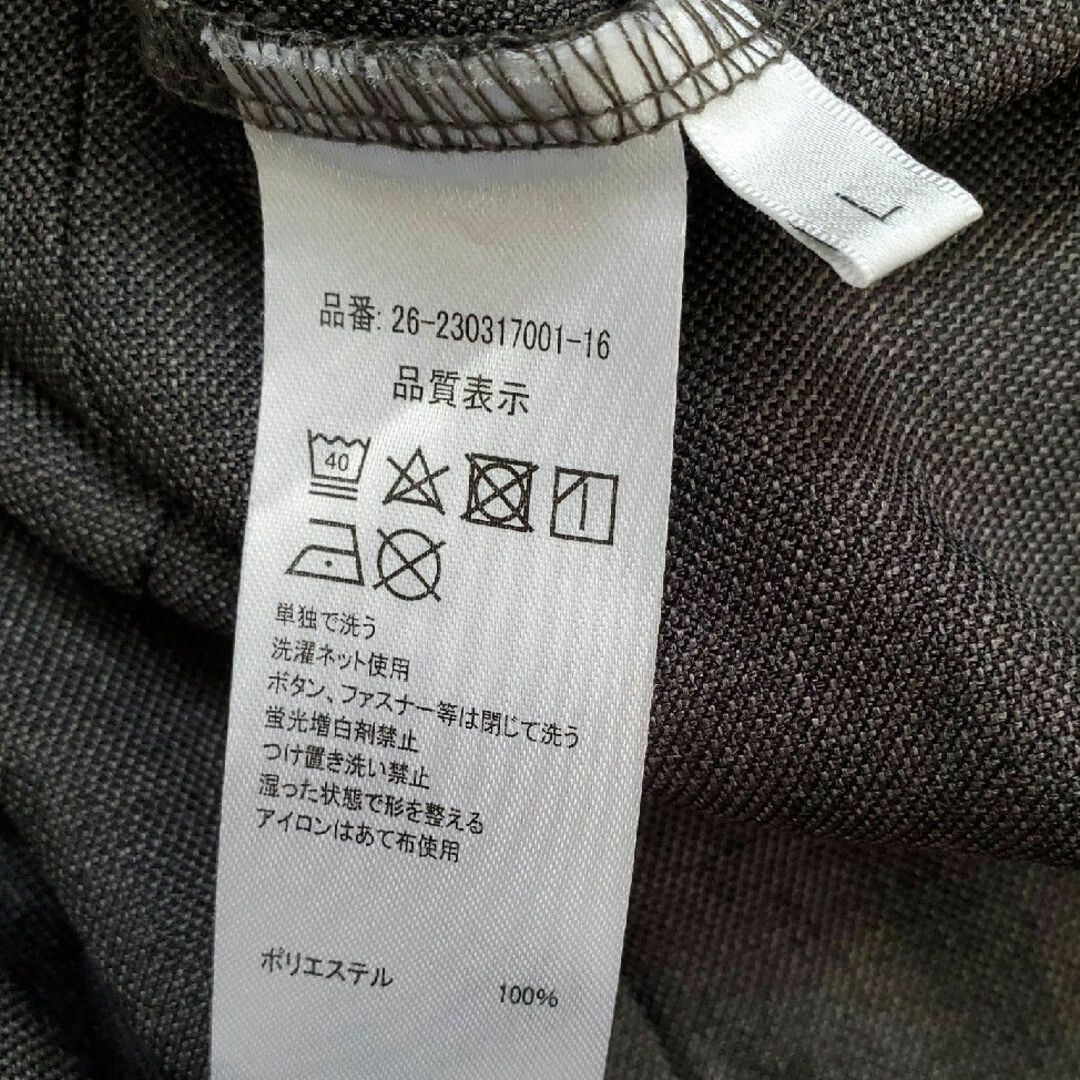 L
品番: 26-230317001-16
品質表示
40
単独で洗う
洗濯ネット使用
ボタン、ファスナー等は閉じて洗う
蛍光増白剤禁止
つけ置き洗い禁止
湿った状態で形を整える
アイロンはあて布使用
ポリエステル 100%